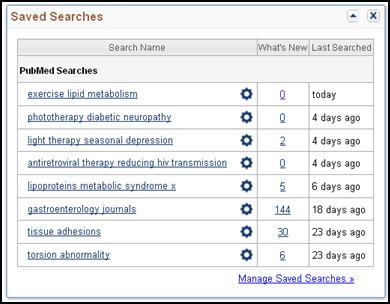 Saved Searches
Search Name What's New Last Searched
PubMed Searches
exercise lipid metabolism 0 today
phototherapy diabetic neuropathy 0 4 days ago
light therapy seasonal depression 2 4 days ago
antiretroviral therapy reducing hiv transmission 0 4 days ago
lipoproteins metabolic syndrome x 5 6 days ago
gastroenterology journals 144 18 days ago
tissue adhesions 30 23 days ago
torsion abnormality 6 23 days ago
Manage Saved Searches »